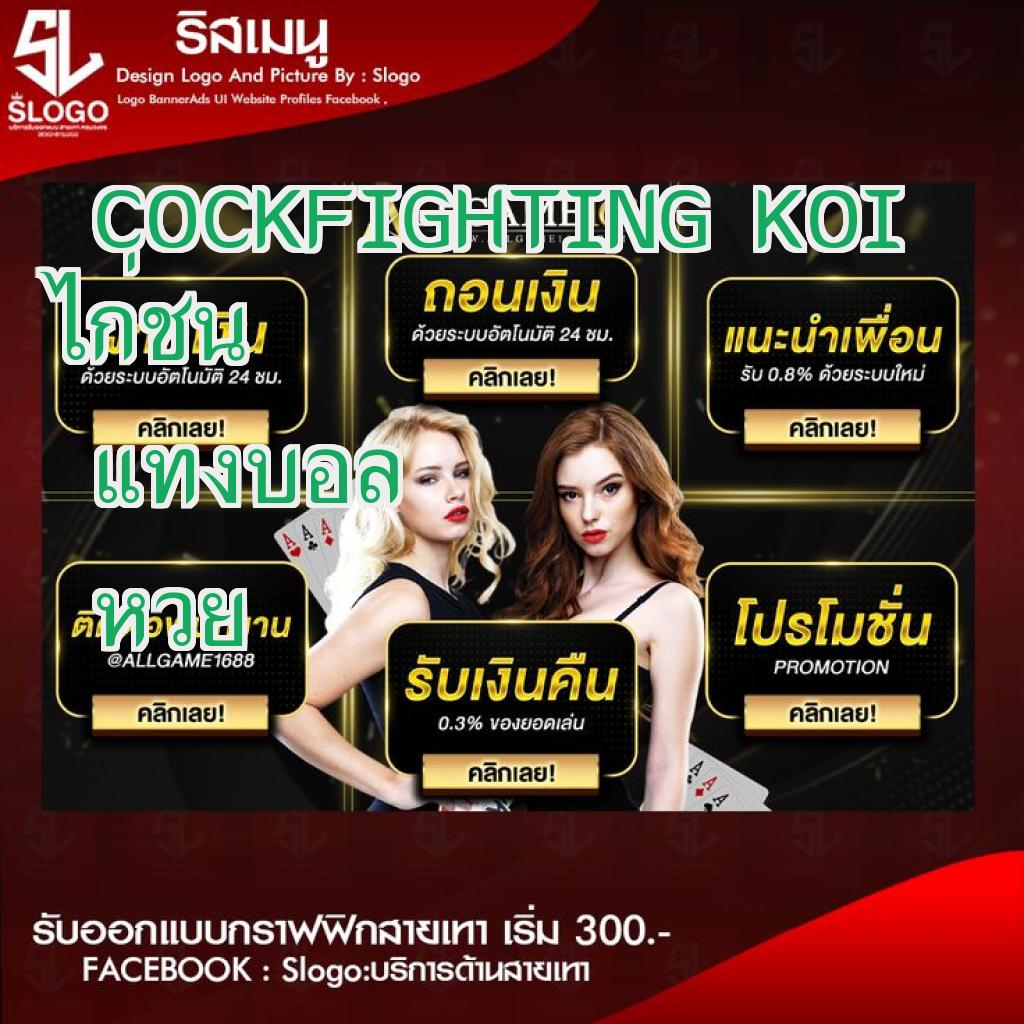 SLOGO
ริสเมนู
Design Logo And Picture By : Slogo
Logo BannerAds UI Website Profiles Facebook .
COCKFIGHTING KOI
ไก่ชน
ถอนเงิน
ด้วยระบบอัตโนมัติ 24 ชม.
คลิกเลย!
ด้วยระบบอัตโนมัติ 24 ชม.
คลิกเลย!
แนะนำเพื่อน
รับ 0.8% ด้วยระบบใหม่
คลิกเลย!
แทงบอล
หวย
@ALLGAME1688
คลิกเลย!
รับเงินคืน
0.3% ของยอดเล่น
คลิกเลย!
โปรโมชั่น
PROMOTION
คลิกเลย!
รับออกแบบกราฟฟิกสายเทา เริ่ม 300.-
FACEBOOK : Slogo:บริการด้านสายเทา